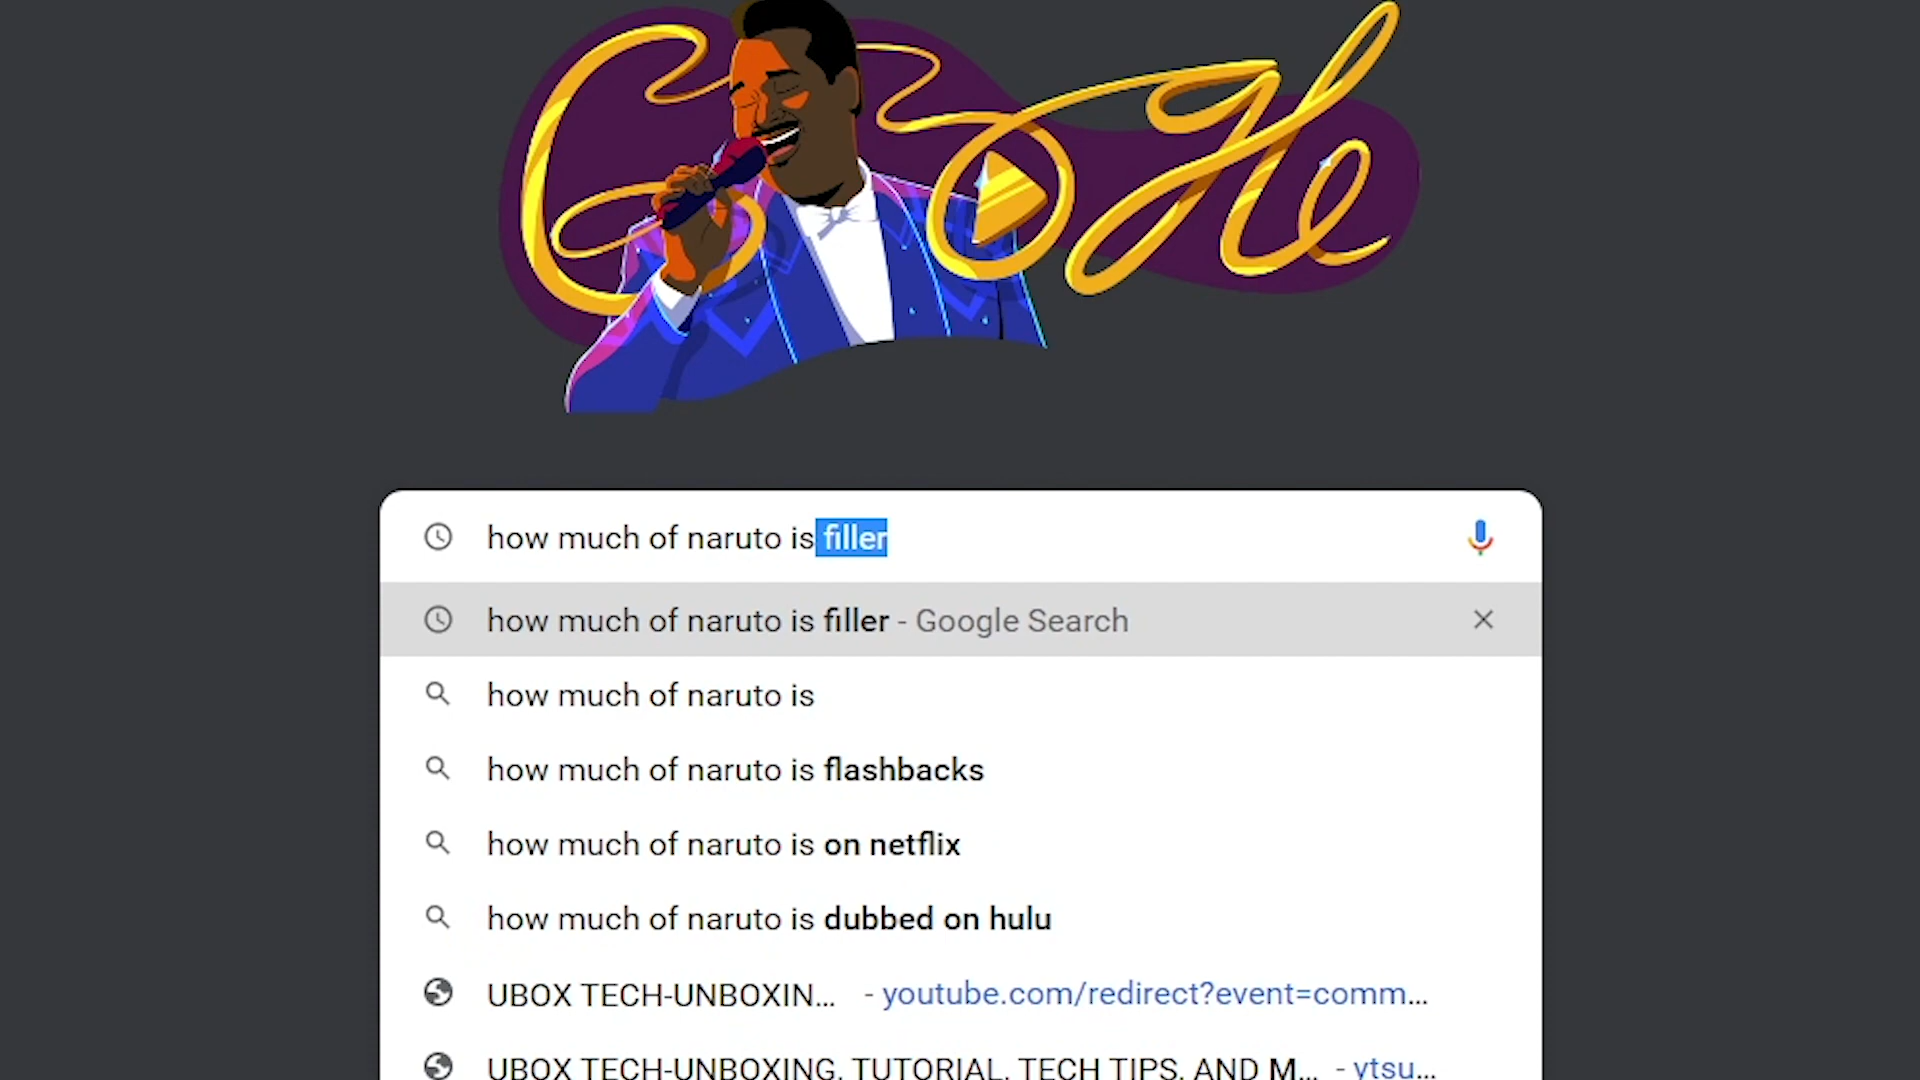 Google
how much of naruto is filler
how much of naruto is filler - Google Search
how much of naruto is
how much of naruto is flashbacks
how much of naruto is on netflix
how much of naruto is dubbed on hulu
UBOX TECH-UNBOXIN... - youtube.com/redirect?event=comm...
UBOX TECH-UNBOXING, TUTORIAL, TECH TIPS, AND M... - ytsu...